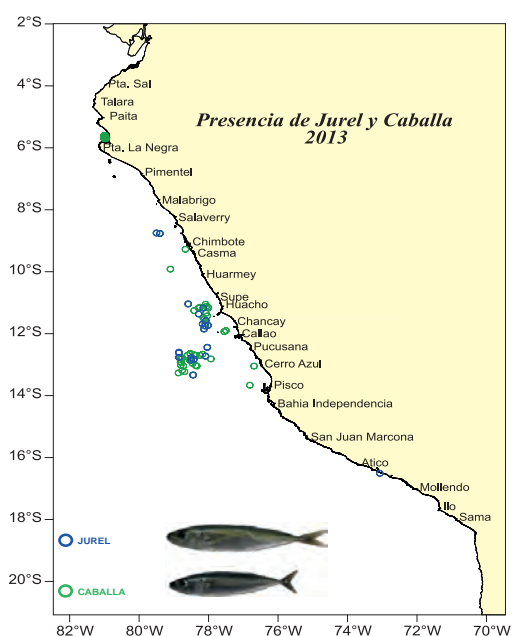 2°S
4°S
6°S
8°S
10°S
12°S
14°S
16°S
18°S
20°S
Pta. Sal
Talara
Paita
Presencia de Jurel y Caballa
2013
Pta. La Negra
Pimentel
Malabrigo
Salaverry
Chimbote
Casma
Huarmey
Supe
Huacho
Chancay
Callao
Pucusana
Cerro Azul
Pisco
Bahia Independencia
San Juan Marcona
Atico
Mollendo
Ilo
Sama
JUREL
CABALLA
82°W 80°W 78°W 76°W 74°W 72°W 70°W